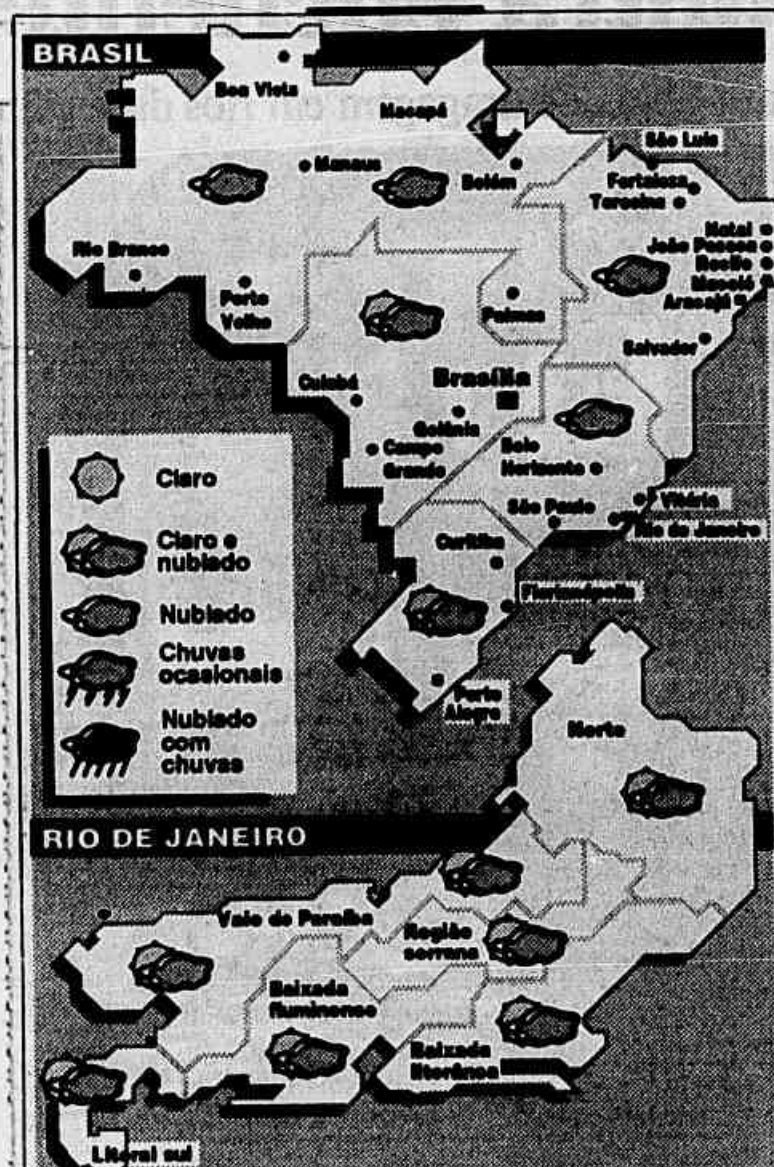 BRASIL
Boa Vista
Macapá
Manaus
Belém
São Luis
Fortaleza
Teresina
Natal
João Pessoa
Recife
Maceió
Aracajú
Rio Branco
Porto
Velho
Palmas
Salvador
Cuiabá
Brasília
Goiânia
Campo
Grande
Belo
Horizonte
Vitória
São Paulo
Rio de Janeiro
Curitiba
Florianópolis
Porto
Alegre
Claro
Claro e
nublado
Nublado
Chuvas
ocasionais
Nublado
com
chuvas
RIO DE JANEIRO
Norte
Vale do Paraíba
Região
serrana
Baixada
fluminense
Baixada
litorânea
Litoral sul